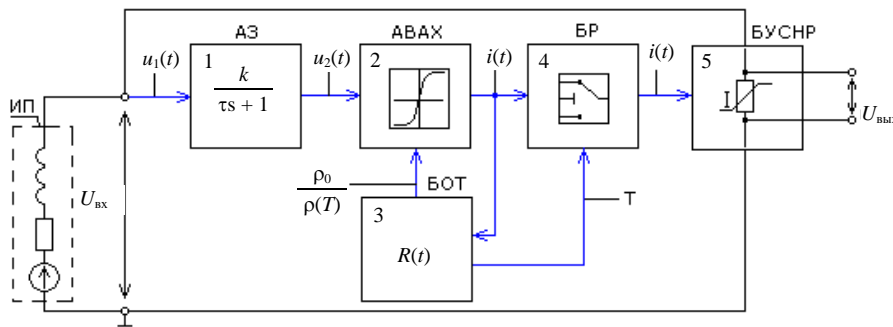 АЗ
АВАХ
БР
БУСНР
1
2
4
5
u₁(t)
k
τs + 1
u₂(t)
i(t)
i(t)
I
ИП
Uвх
Uвых
ρ₀
ρ(T)
БОТ
3
R(t)
Т